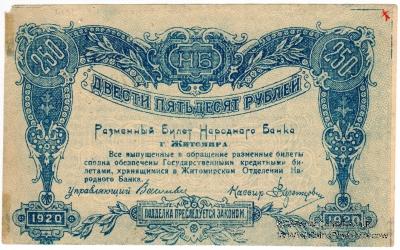 250 НБ 250
ДВЕСТИ ПЯТЬДЕСЯТ РУБЛЕЙ
Разменный Билет Народного Банка
г. Житомира
Все выпущенные в обращение разменные билеты
сполна обеспечены Государственными кредитными би-
летами, хранящимися в Житомирском Отделении На-
родного Банка.
Управляющий Кассир
1920 ПОДДЕЛКА ПРЕСЛЕДУЕТСЯ ЗАКОНОМ 1920